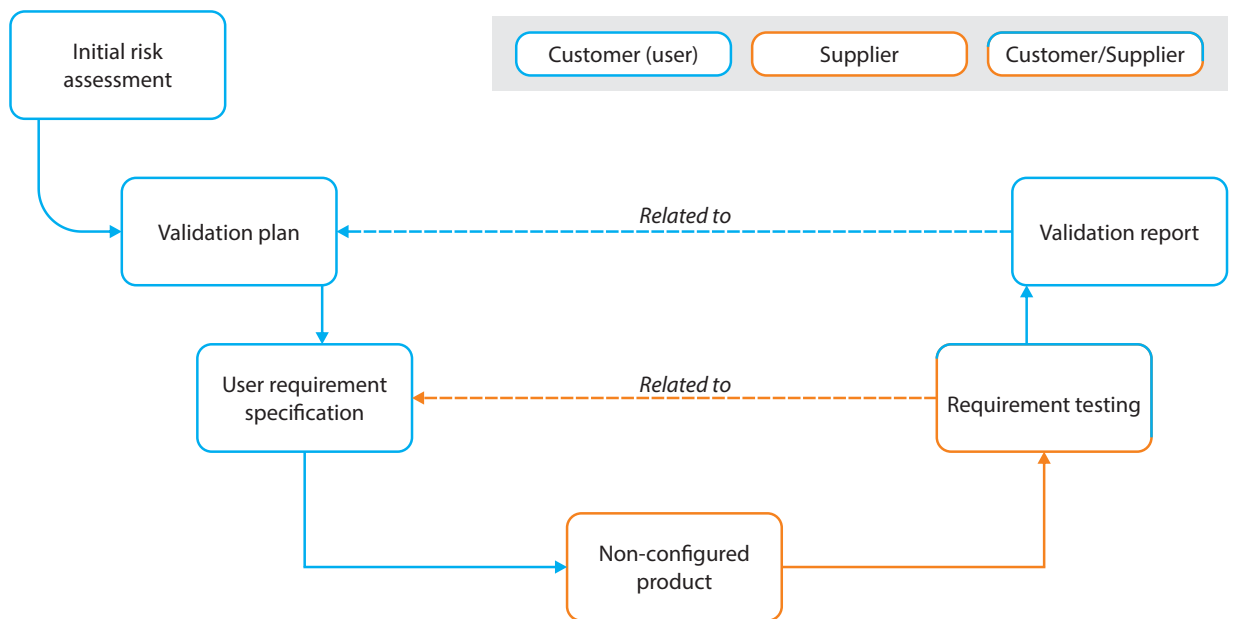 Initial risk
assessment
Customer (user)
Supplier
Customer/Supplier
Validation plan
Related to
Validation report
User requirement
specification
Related to
Requirement testing
Non-configured
product